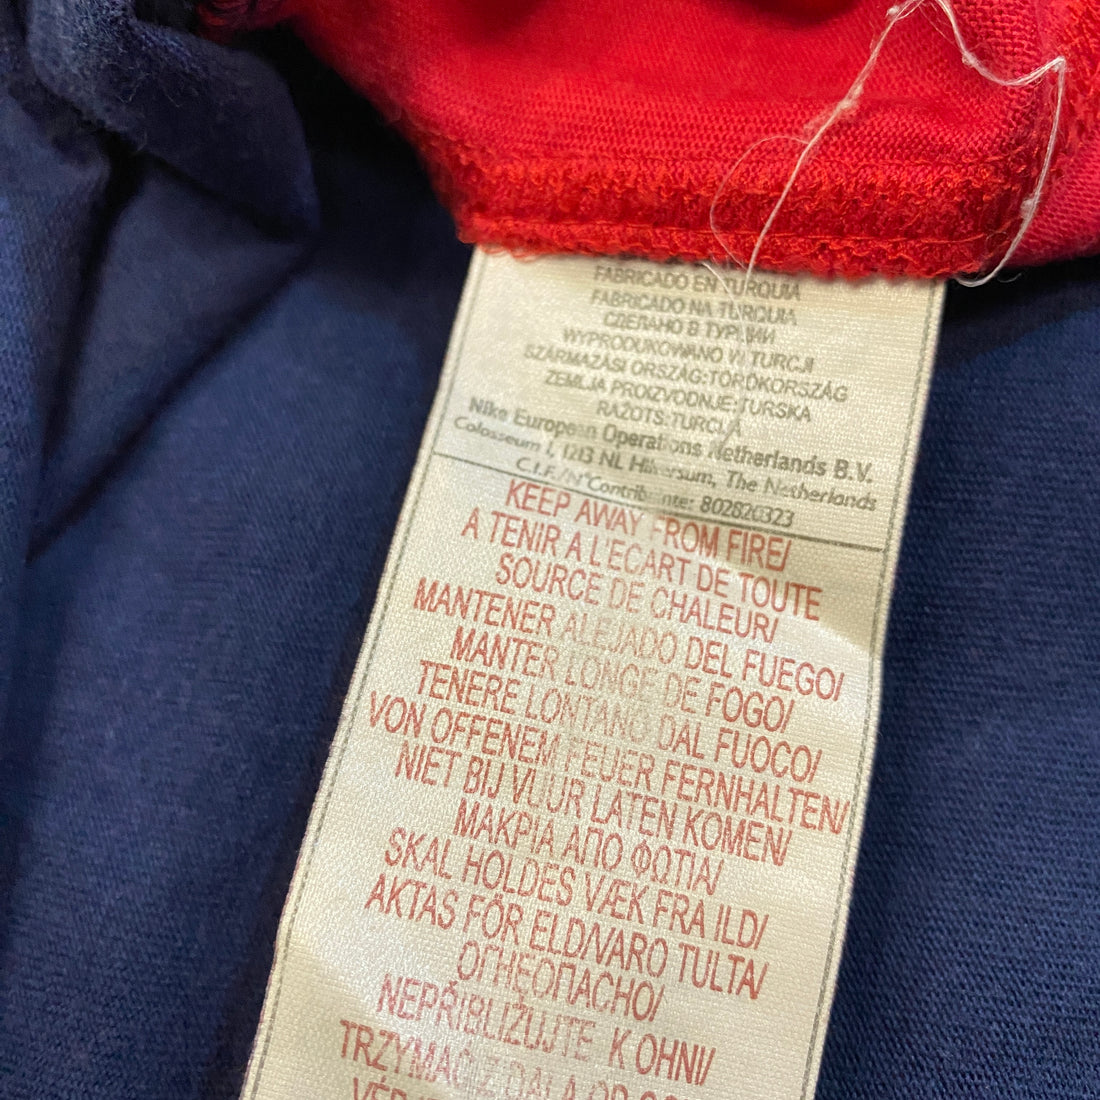 FABRICADO EN TURQUIA
FABRICADO NA TURQUIA
СДЕЛАНО В ТУРЦИИ
WYPRODUKOWANO W TURCJI
SZÁRMAZÁSI ORSZÁG:TÖRÖKORSZÁG
ZEMLJA PROIZVODNJE:TURSKA
RAŽOTS:TURCIJA
Nike European Operations Netherlands B.V.
Colosseum 1, 1213 NL Hilversum, The Netherlands
C.I.F./N°Contribuinte: 802820323
KEEP AWAY FROM FIRE/
A TENIR A L'ECART DE TOUTE
SOURCE DE CHALEUR/
MANTENER ALEJADO DEL FUEGO/
MANTER LONGE DE FOGO/
TENERE LONTANO DAL FUOCO/
VON OFFENEM FEUER FERNHALTEN/
NIET BIJ VUUR LATEN KOMEN/
ΜΑΚΡΙΑ ΑΠΟ ΦΩΤΙΑ/
SKAL HOLDES VÆK FRA ILD/
AKTAS FÖR ELD/VARO TULTA/
ОГНЕОПАСНО/
NEPŘIBLIŽUJTE K OHNI/
TRZYMAĆ Z DALA OD